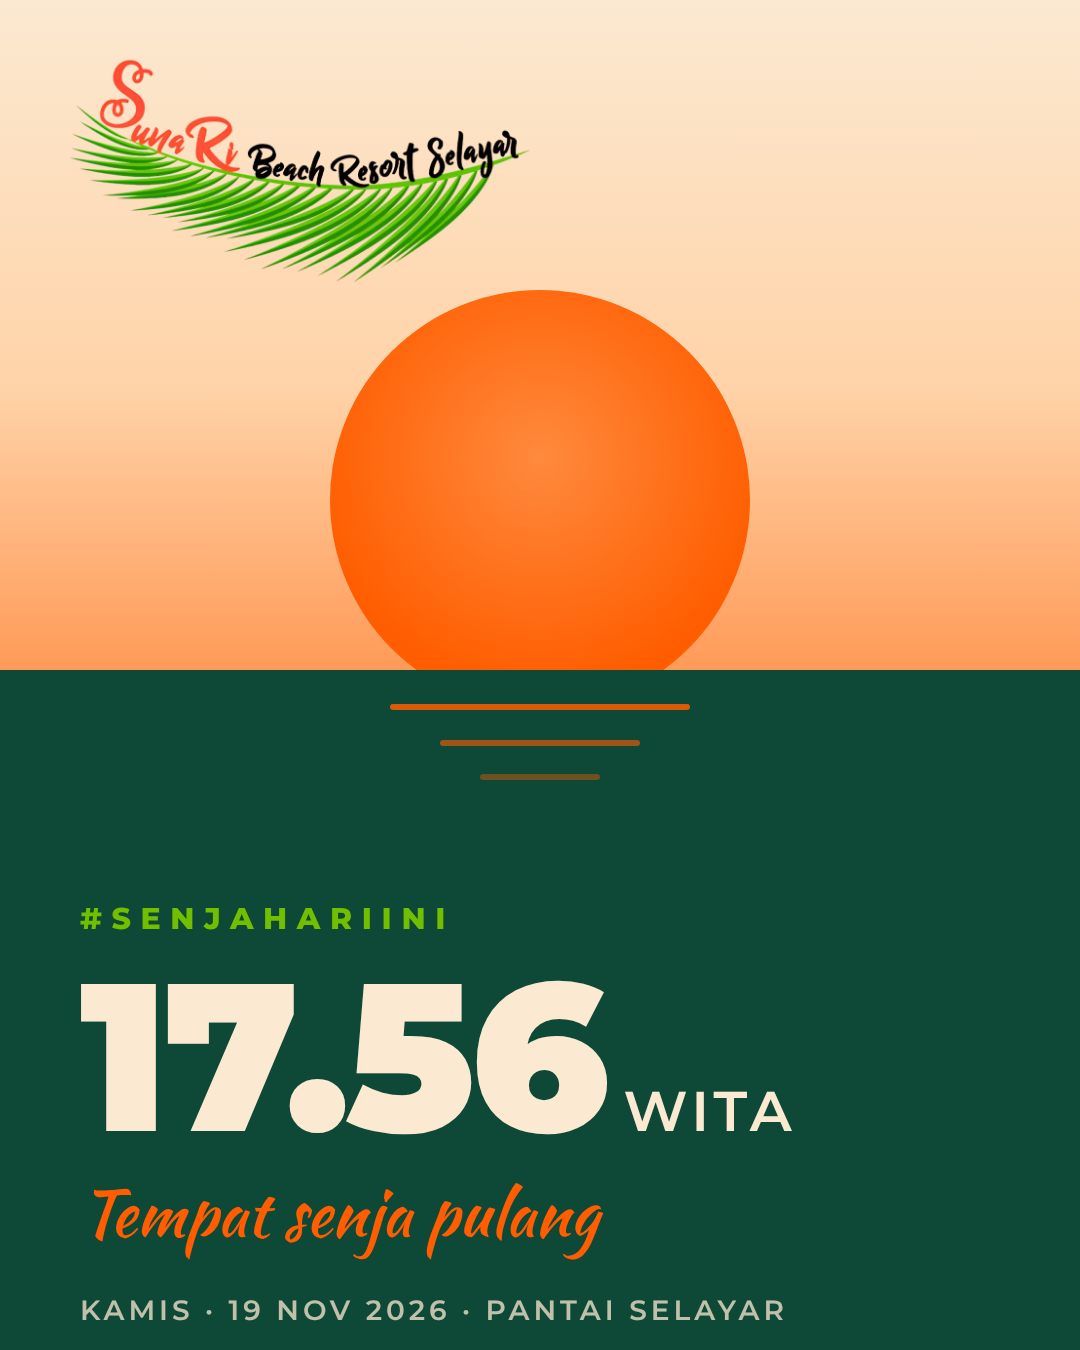 SunaRi Beach Resort Selayar
#SENJAHARIINI
17.56 WITA
Tempat senja pulang
KAMIS · 19 NOV 2026 · PANTAI SELAYAR